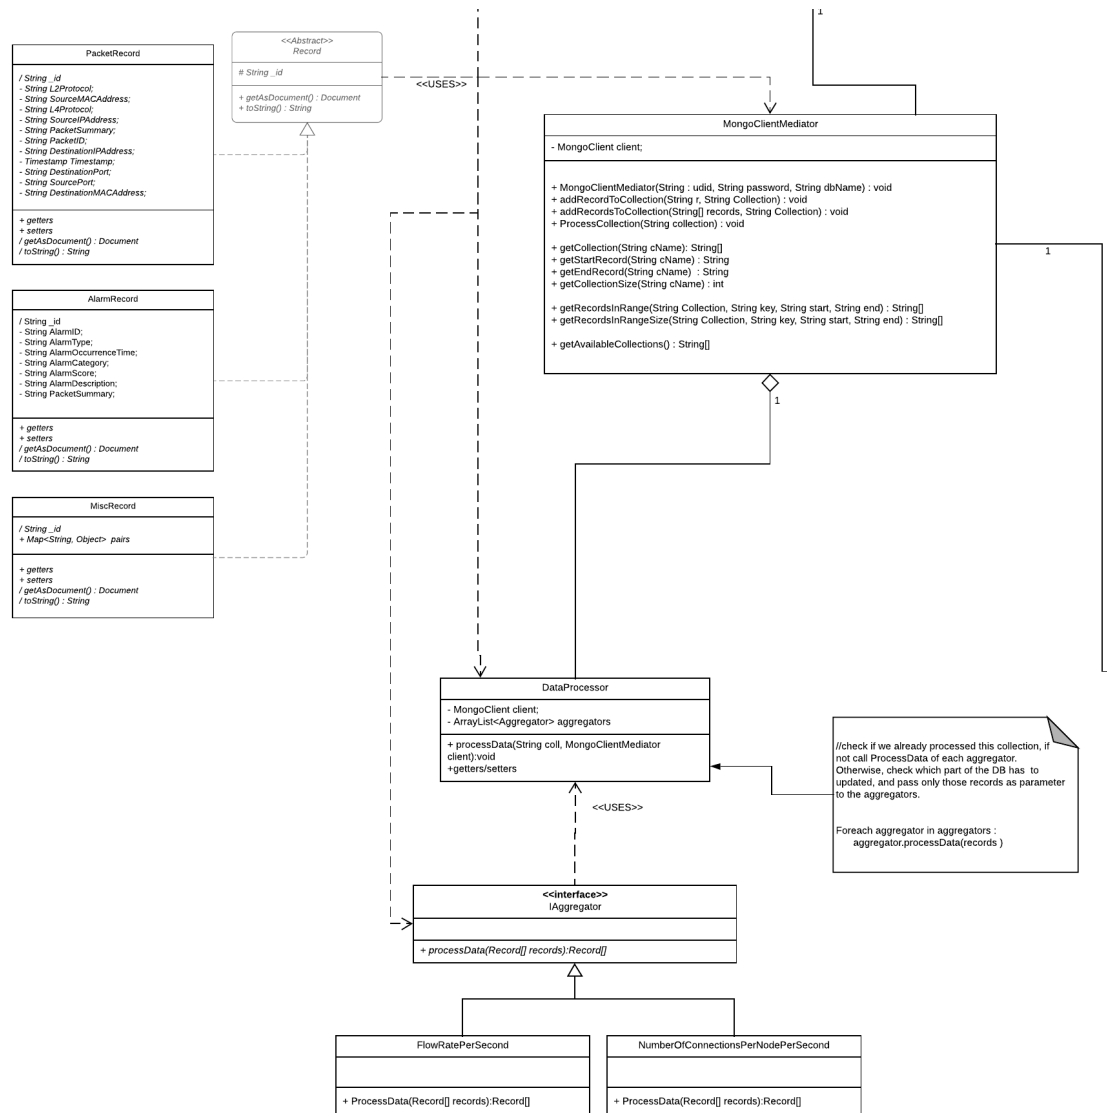 1
PacketRecord
/ String _id
- String L2Protocol;
- String SourceMACAddress;
- String L4Protocol;
- String SourceIPAddress;
- String PacketSummary;
- String PacketID;
- String DestinationIPAddress;
- Timestamp Timestamp;
- String DestinationPort;
- String SourcePort;
- String DestinationMACAddress;
+ getters
+ setters
/ getAsDocument() : Document
/ toString() : String
<<Abstract>>
Record
# String _id
+ getAsDocument() : Document
+ toString() : String
<<USES>>
MongoClientMediator
- MongoClient client;
+ MongoClientMediator(String : udid, String password, String dbName) : void
+ addRecordToCollection(String r, String Collection) : void
+ addRecordsToCollection(String[] records, String Collection) : void
+ ProcessCollection(String collection) : void
+ getCollection(String cName): String[]
+ getStartRecord(String cName) : String
+ getEndRecord(String cName)  : String
+ getCollectionSize(String cName) : int
+ getRecordsInRange(String Collection, String key, String start, String end) : String[]
+ getRecordsInRangeSize(String Collection, String key, String start, String end) : String[]
+ getAvailableCollections() : String[]
1
1
AlarmRecord
/ String _id
- String AlarmID;
- String AlarmType;
- String AlarmOccurrenceTime;
- String AlarmCategory;
- String AlarmScore;
- String AlarmDescription;
- String PacketSummary;
+ getters
+ setters
/ getAsDocument() : Document
/ toString() : String
MiscRecord
/ String _id
+ Map<String, Object>  pairs
+ getters
+ setters
/ getAsDocument() : Document
/ toString() : String
DataProcessor
- MongoClient client;
- ArrayList<Aggregator> aggregators
+ processData(String coll, MongoClientMediator
client):void
+getters/setters
//check if we already processed this collection, if
not call ProcessData of each aggregator.
Otherwise, check which part of the DB has  to
updated, and pass only those records as parameter
to the aggregators.
Foreach aggregator in aggregators :
aggregator.processData(records )
<<USES>>
<<interface>>
IAggregator
+ processData(Record[] records):Record[]
FlowRatePerSecond
+ ProcessData(Record[] records):Record[]
NumberOfConnectionsPerNodePerSecond
+ ProcessData(Record[] records):Record[]